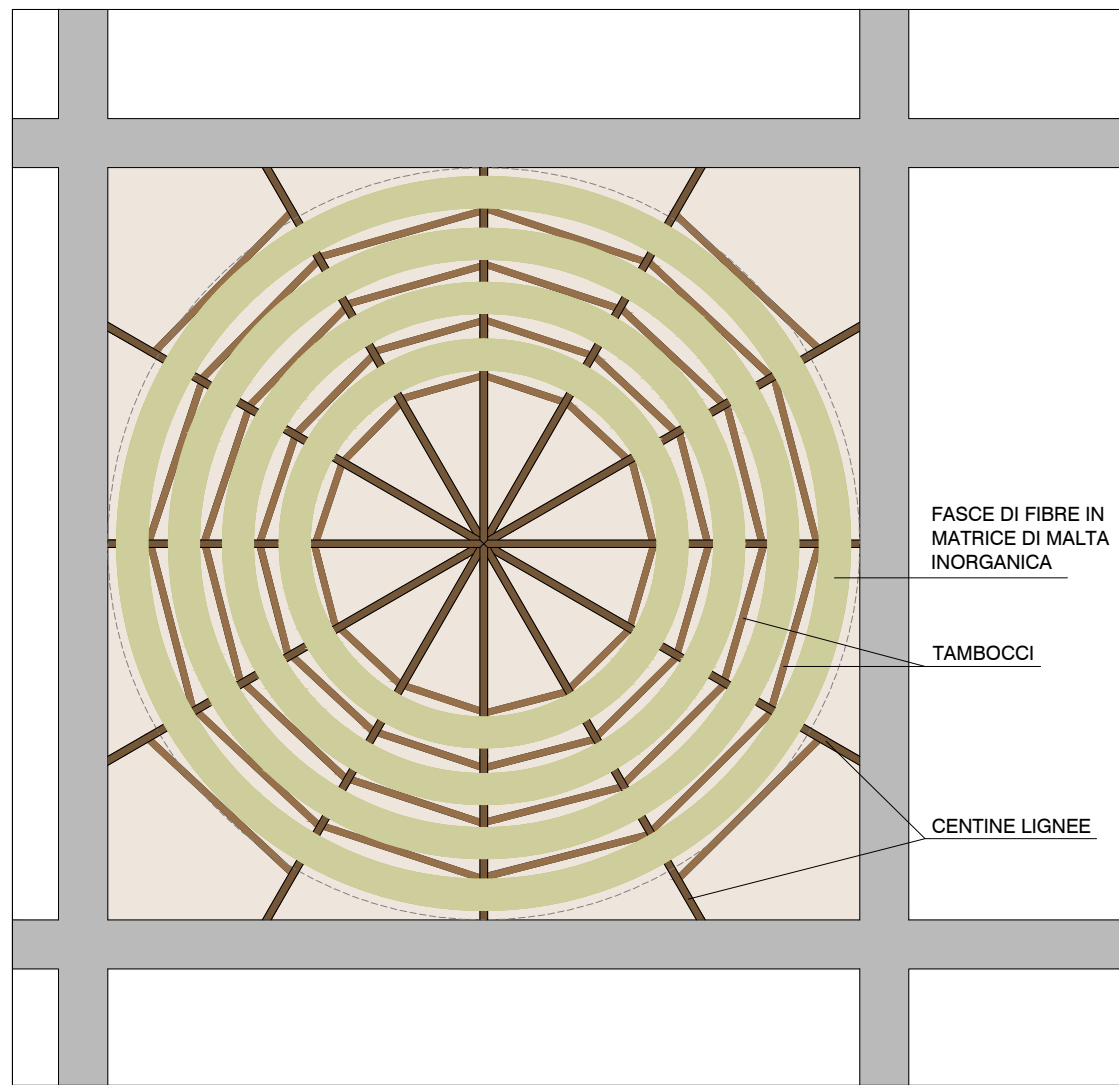 FASCE DI FIBRE IN
MATRICE DI MALTA
INORGANICA
TAMBOCCI
CENTINE LIGNEE